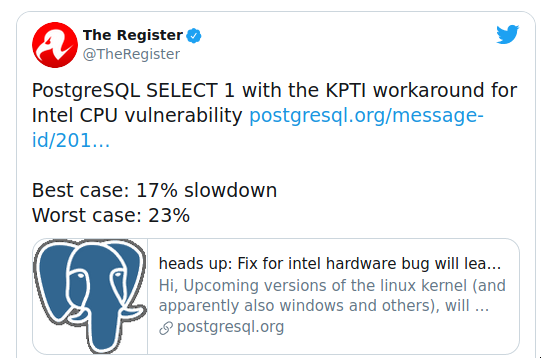 The Register
@TheRegister
PostgreSQL SELECT 1 with the KPTI workaround for
Intel CPU vulnerability postgresql.org/message-
id/201…
Best case: 17% slowdown
Worst case: 23%
heads up: Fix for intel hardware bug will lea…
Hi, Upcoming versions of the linux kernel (and
apparently also windows and others), will …
postgresql.org